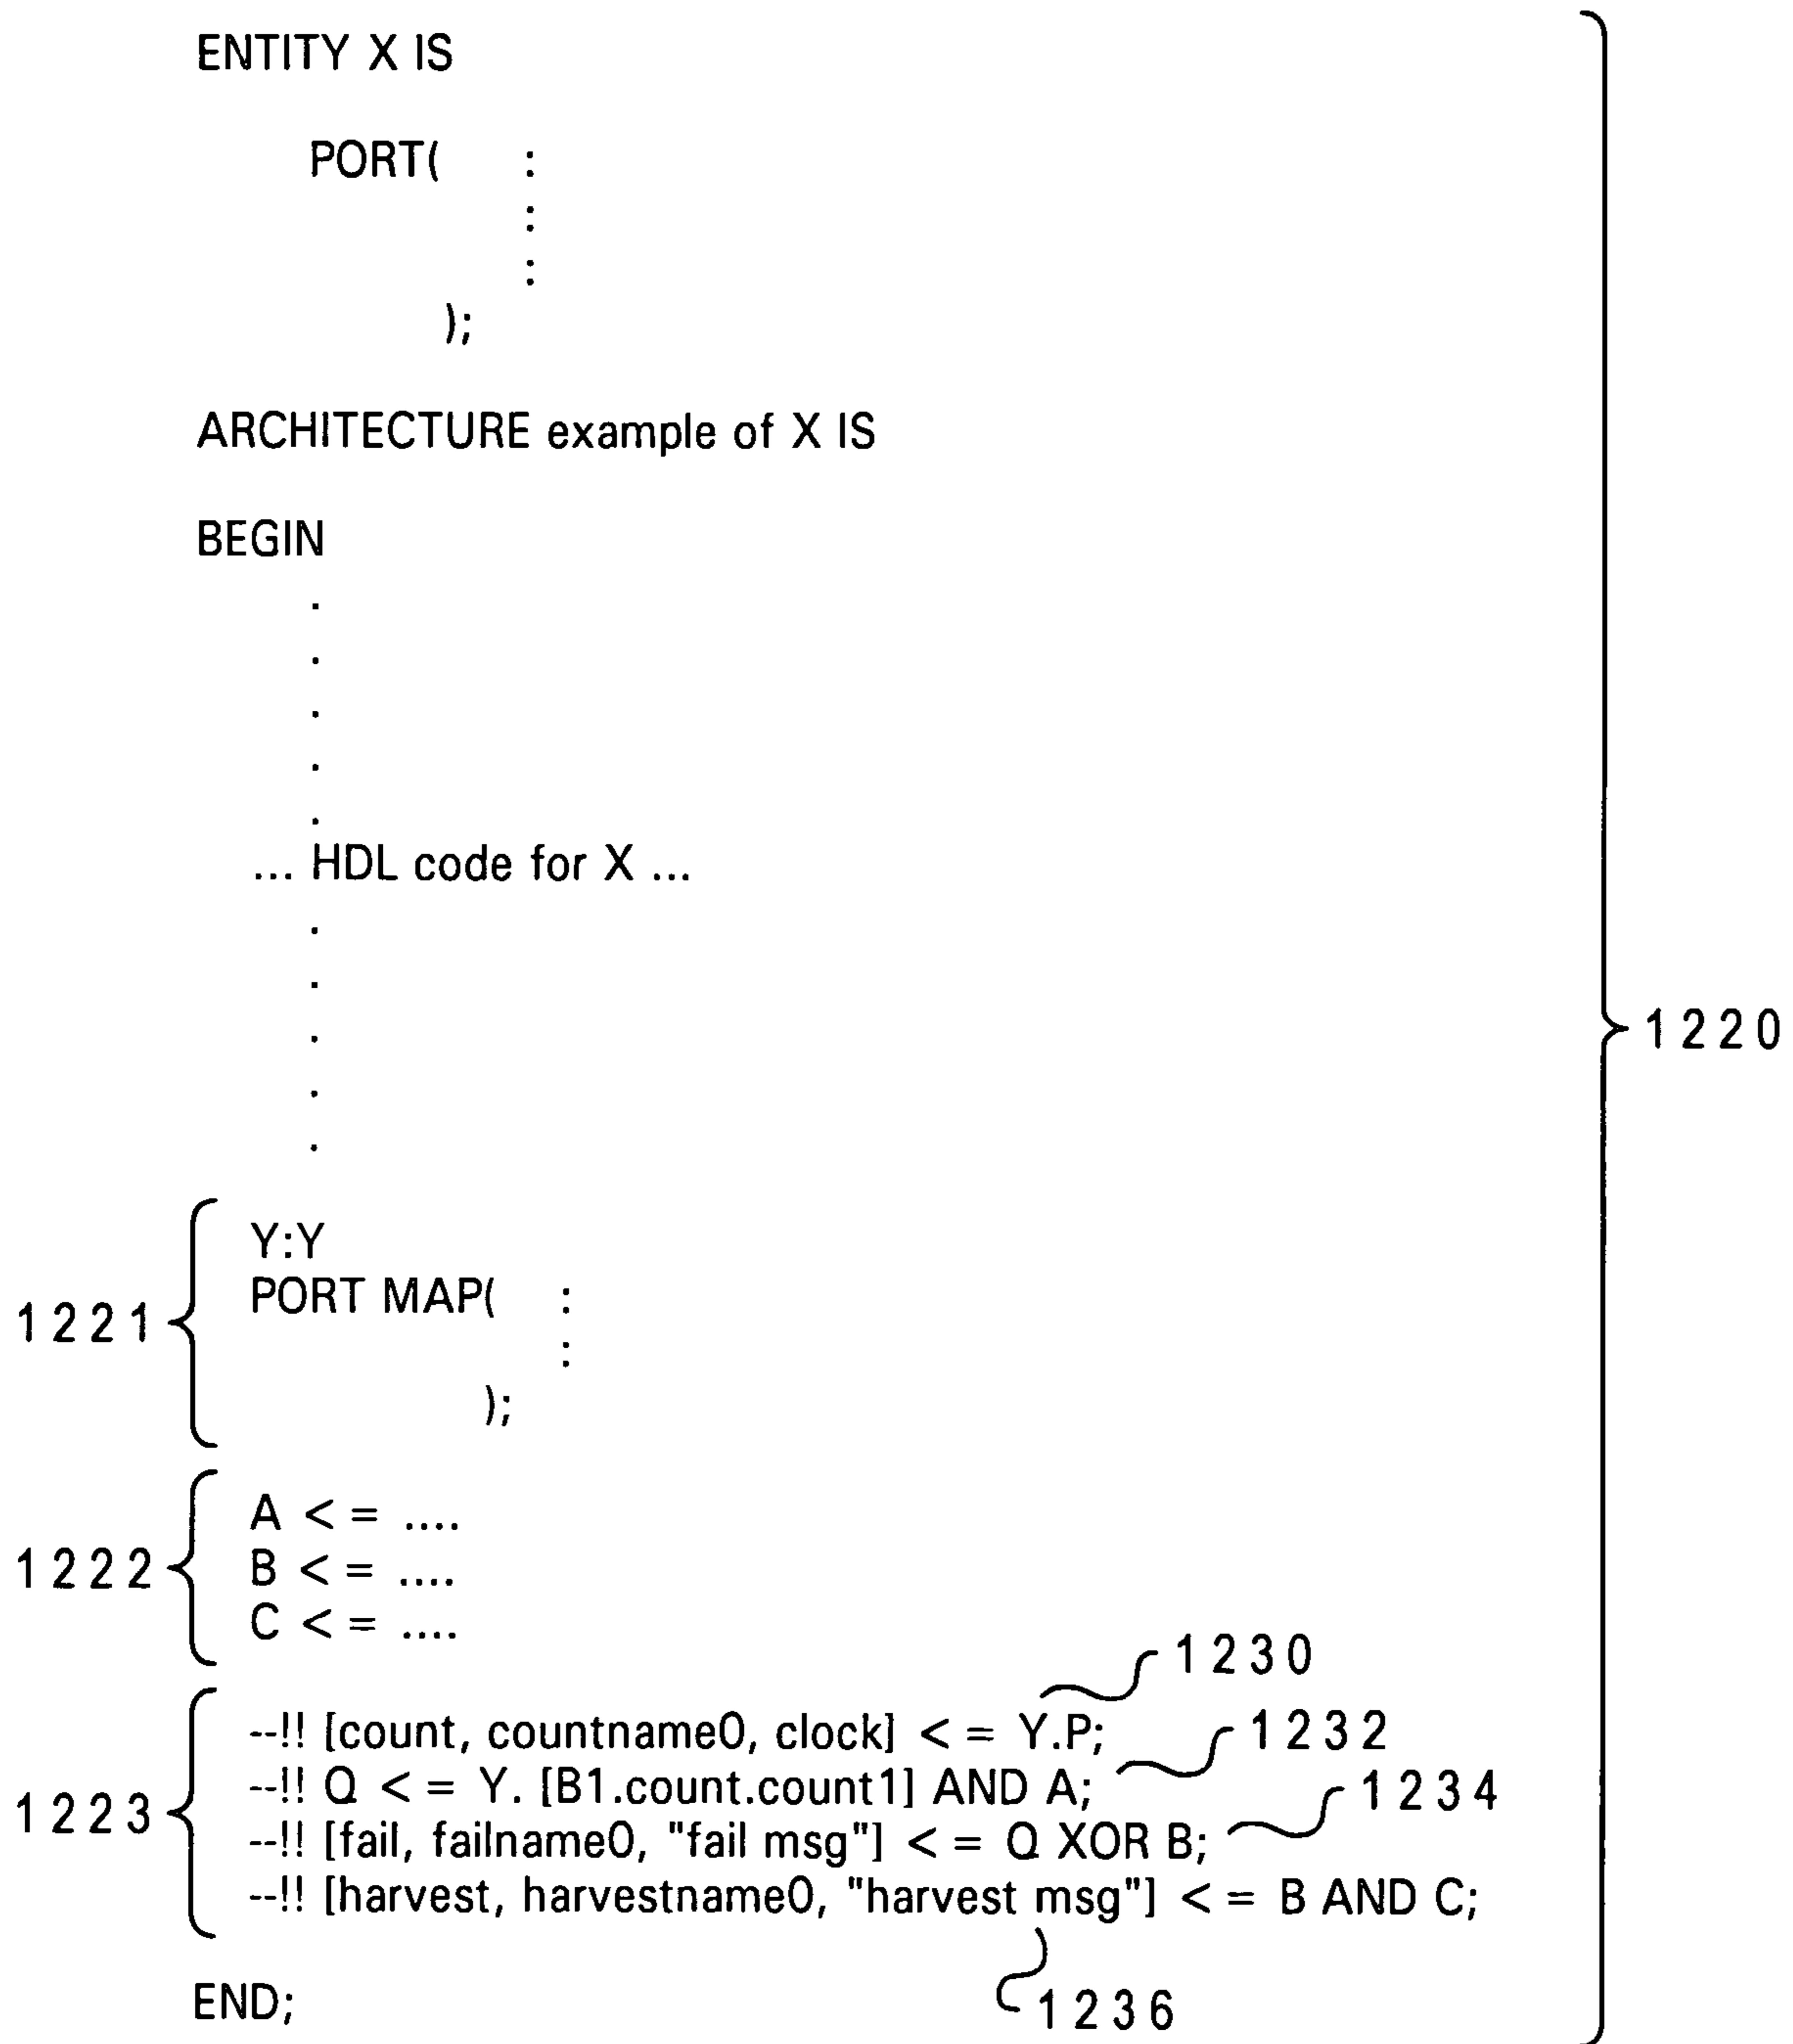 ENTITY X IS
PORT( :
:
:
);
ARCHITECTURE example of X IS
BEGIN
.
.
.
.
.
... HDL code for X ...
.
.
.
.
.
1220
Y:Y
PORT MAP( :
1221
:
);
A < = ....
1222
B < = ....
C < = ....
1230
--!! [count, countname0, clock] < = Y.P;
1232
--!! Q < = Y. [B1.count.count1] AND A;
1234
1223
--!! [fail, failname0, "fail msg"] < = Q XOR B;
--!! [harvest, harvestname0, "harvest msg"] < = B AND C;
END;
1236